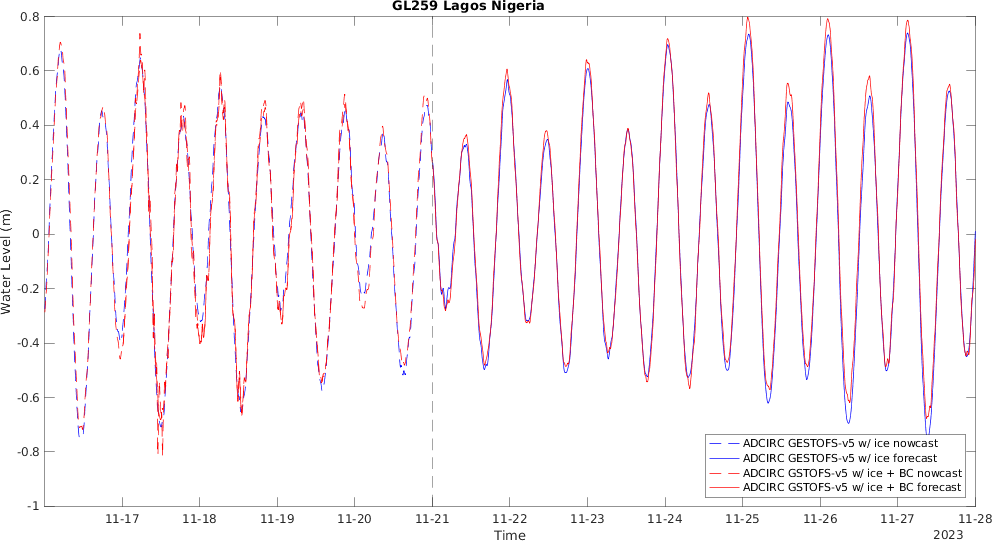 GL259 Lagos Nigeria
0.8
0.6
0.4
0.2
0
-0.2
-0.4
-0.6
-0.8
-1
Water Level (m)
ADCIRC GESTOFS-v5 w/ ice nowcast
ADCIRC GESTOFS-v5 w/ ice forecast
ADCIRC GSTOFS-v5 w/ ice + BC nowcast
ADCIRC GSTOFS-v5 w/ ice + BC forecast
11-17 11-18 11-19 11-20 11-21 11-22 11-23 11-24 11-25 11-26 11-27 11-28
Time
2023